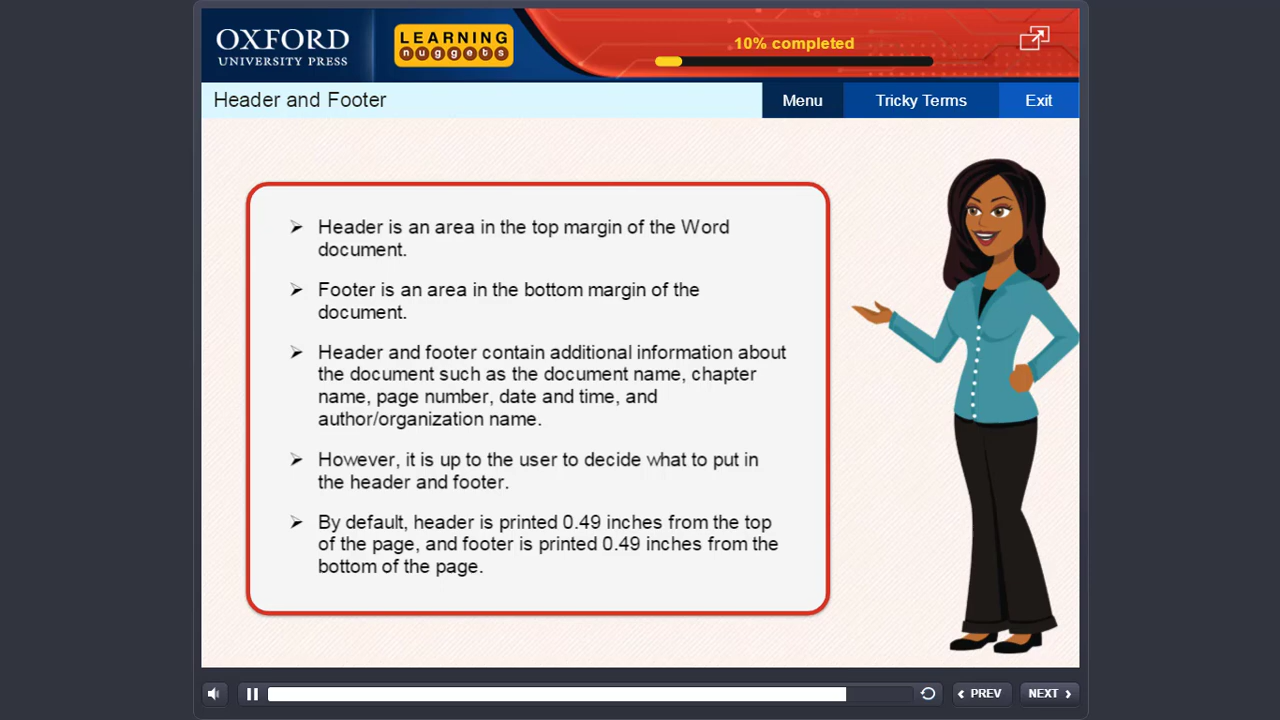 OXFORD
UNIVERSITY PRESS
LEARNING
nuggets
10% completed
Header and Footer
Menu
Tricky Terms
Exit
➢ Header is an area in the top margin of the Word
document.
➢ Footer is an area in the bottom margin of the
document.
➢ Header and footer contain additional information about
the document such as the document name, chapter
name, page number, date and time, and
author/organization name.
➢ However, it is up to the user to decide what to put in
the header and footer.
➢ By default, header is printed 0.49 inches from the top
of the page, and footer is printed 0.49 inches from the
bottom of the page.
PREV
NEXT